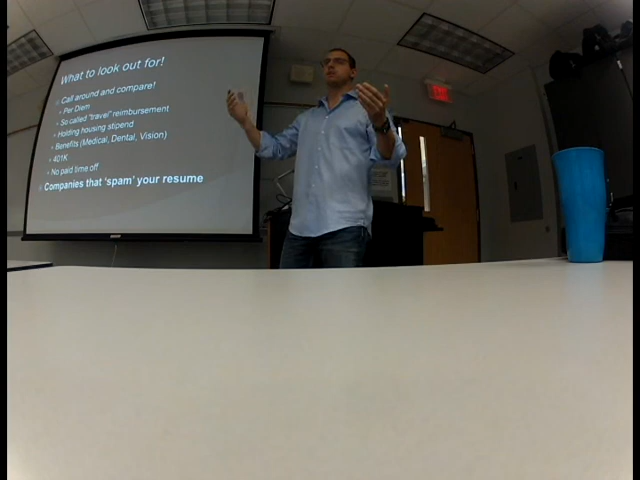 What to look out for!
Call around and compare!
- Per Diem
- So called "travel" reimbursement
- Holding housing stipend
- Benefits (Medical, Dental, Vision)
- 401K
- No paid time off
Companies that 'spam' your resume
EXIT